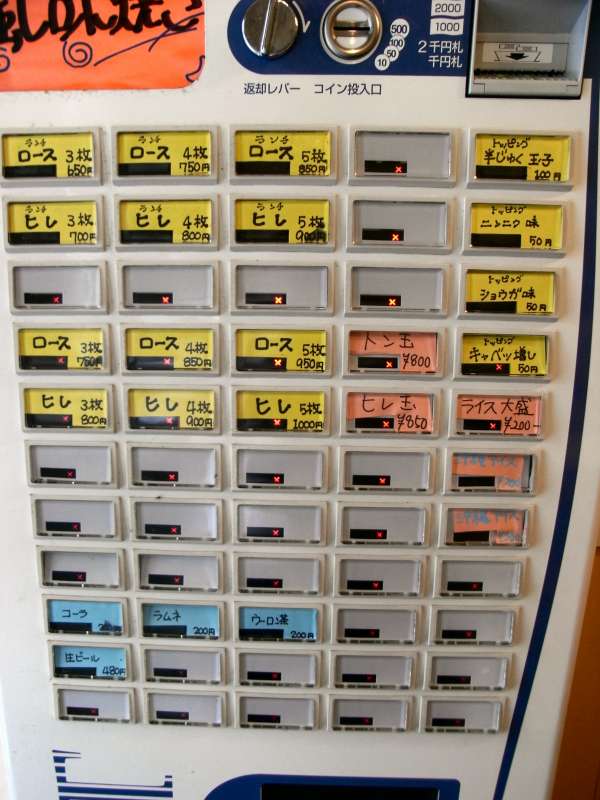 2000
1000
500
100
50
10
2千円札
千円札
返却レバー コイン投入口
ランチ
ロース 3枚
650円
ランチ
ロース 4枚
750円
ランチ
ロース 5枚
850円
トッピング
半じゅく玉子
100円
ランチ
ヒレ 3枚
700円
ランチ
ヒレ 4枚
800円
ランチ
ヒレ 5枚
900円
トッピング
ニンニク味
50円
トッピング
ショウガ味
50円
ロース 3枚
750円
ロース 4枚
850円
ロース 5枚
950円
トン玉
¥800
トッピング
キャベツ増し
50円
ヒレ 3枚
800円
ヒレ 4枚
900円
ヒレ 5枚
1000円
ヒレ玉
¥850
ライス大盛
¥200
コーラ
ラムネ
200円
ウーロン茶
200円
生ビール
480円